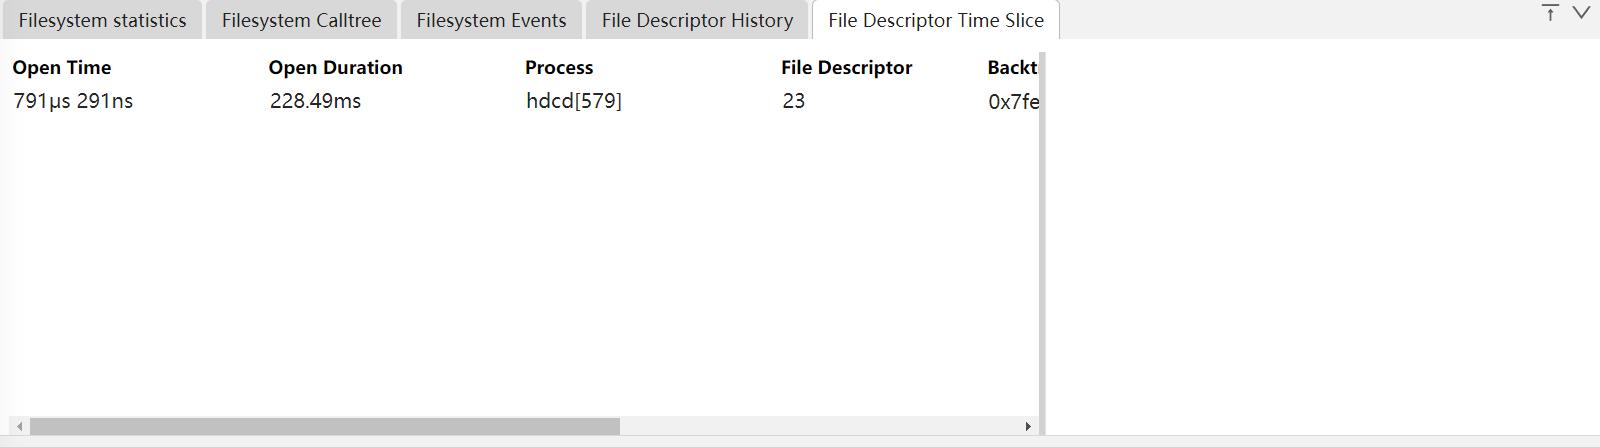 Filesystem statistics Filesystem Calltree Filesystem Events File Descriptor History File Descriptor Time Slice
Open Time Open Duration Process File Descriptor Backt
791μs 291ns 228.49ms hdcd[579] 23 0x7fe